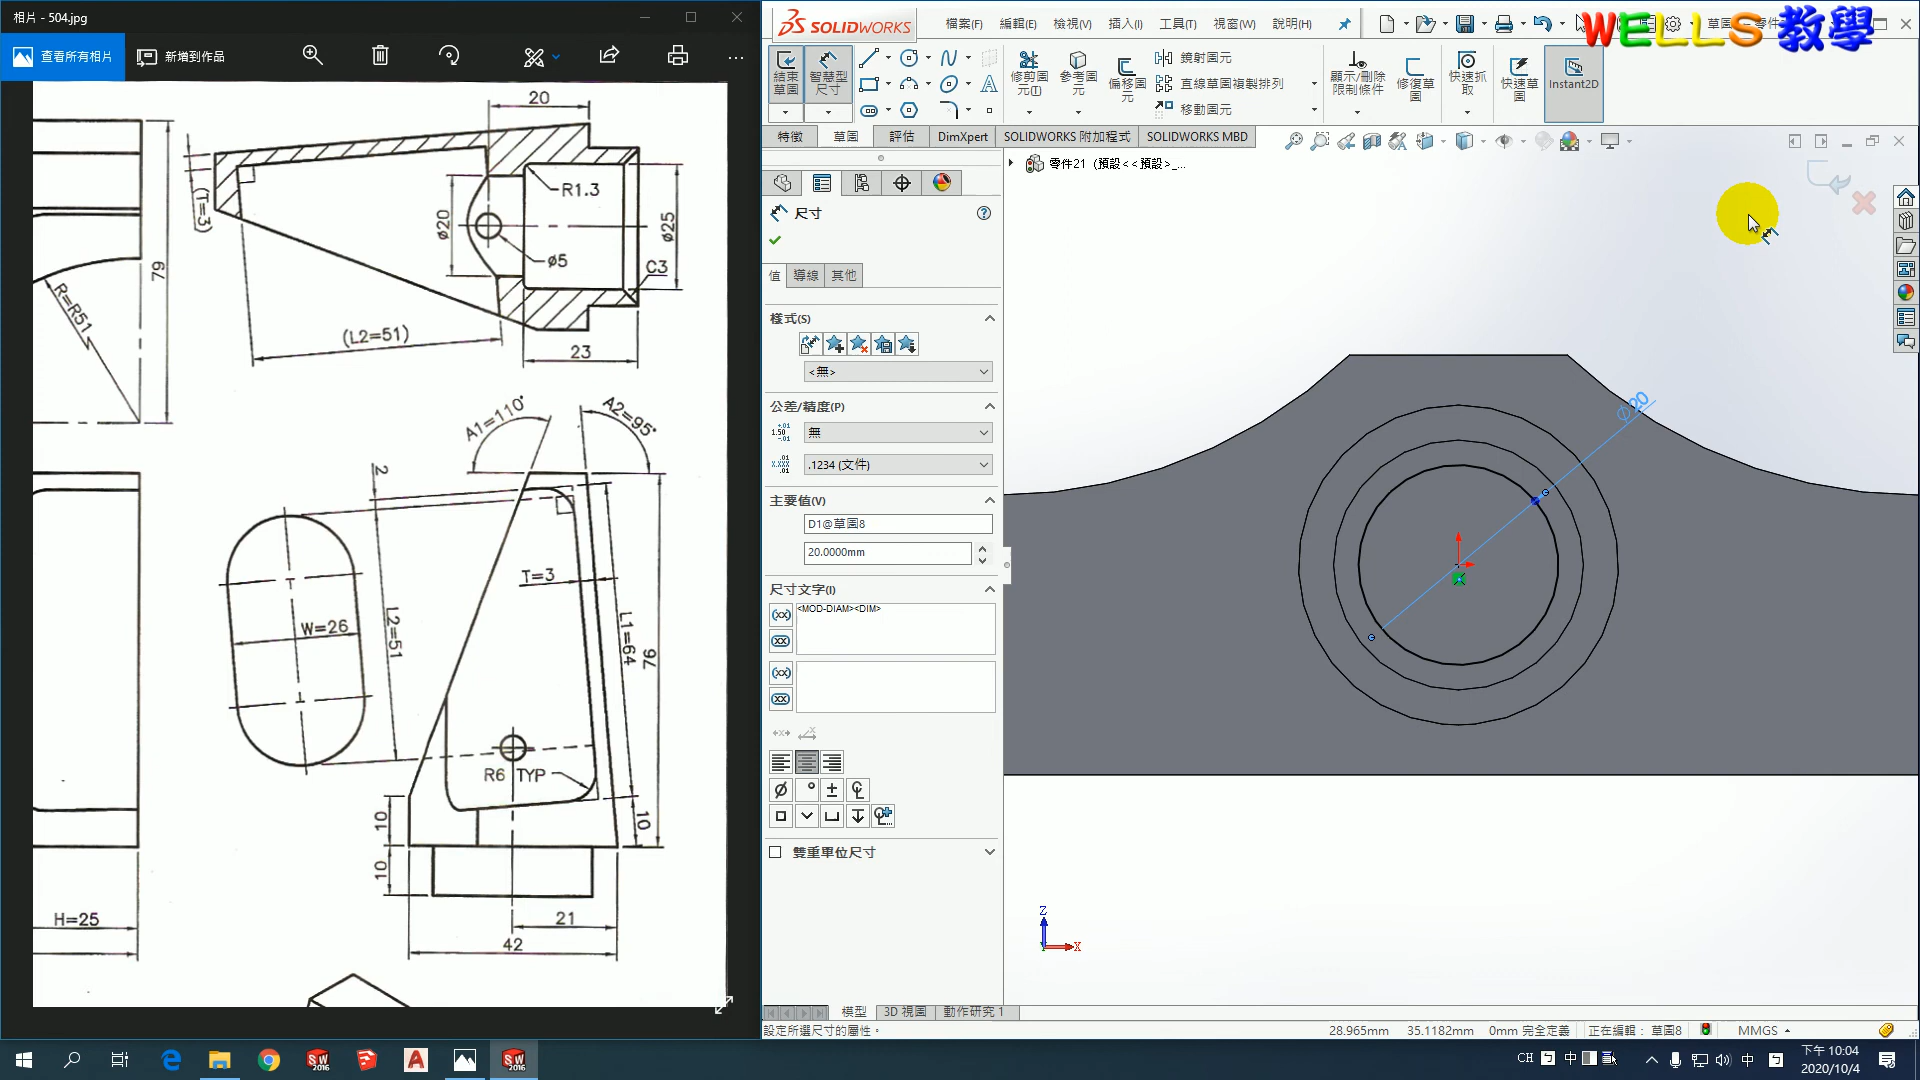 相片 - 504.jpg
查看所有相片
新增到作品
20
R1.3
(T=3)
ø20
ø25
ø5
C3
79
R=R51
(L2=51)
23
A1=110°
A2=95°
2
T=3
W=26
L2=51
L1=64
76
R6 TYP
10
10
10
H=25
21
42
SOLIDWORKS
檔案(F)
編輯(E)
檢視(V)
插入(I)
工具(T)
視窗(W)
說明(H)
WELLS 教學
結束草圖
智慧型尺寸
修剪圖元(T)
參考圖元
偏移圖元
鏡射圖元
直線草圖複製排列
移動圖元
顯示/刪除限制條件
修復草圖
快速抓取
快速草圖
Instant2D
特徵
草圖
評估
DimXpert
SOLIDWORKS 附加程式
SOLIDWORKS MBD
零件21 (預設<<預設>_...
尺寸
值
導線
其他
樣式(S)
<無>
公差/精度(P)
無
.1234 (文件)
主要值(V)
D1@草圖8
20.0000mm
尺寸文字(I)
<MOD-DIAM><DIM>
雙重單位尺寸
Φ20
Z
X
模型
3D 視圖
動作研究 1
設定所選尺寸的屬性。
28.965mm
35.1182mm
0mm 完全定義
正在編輯： 草圖8
MMGS
CH
中
中
下午 10:04
2020/10/4